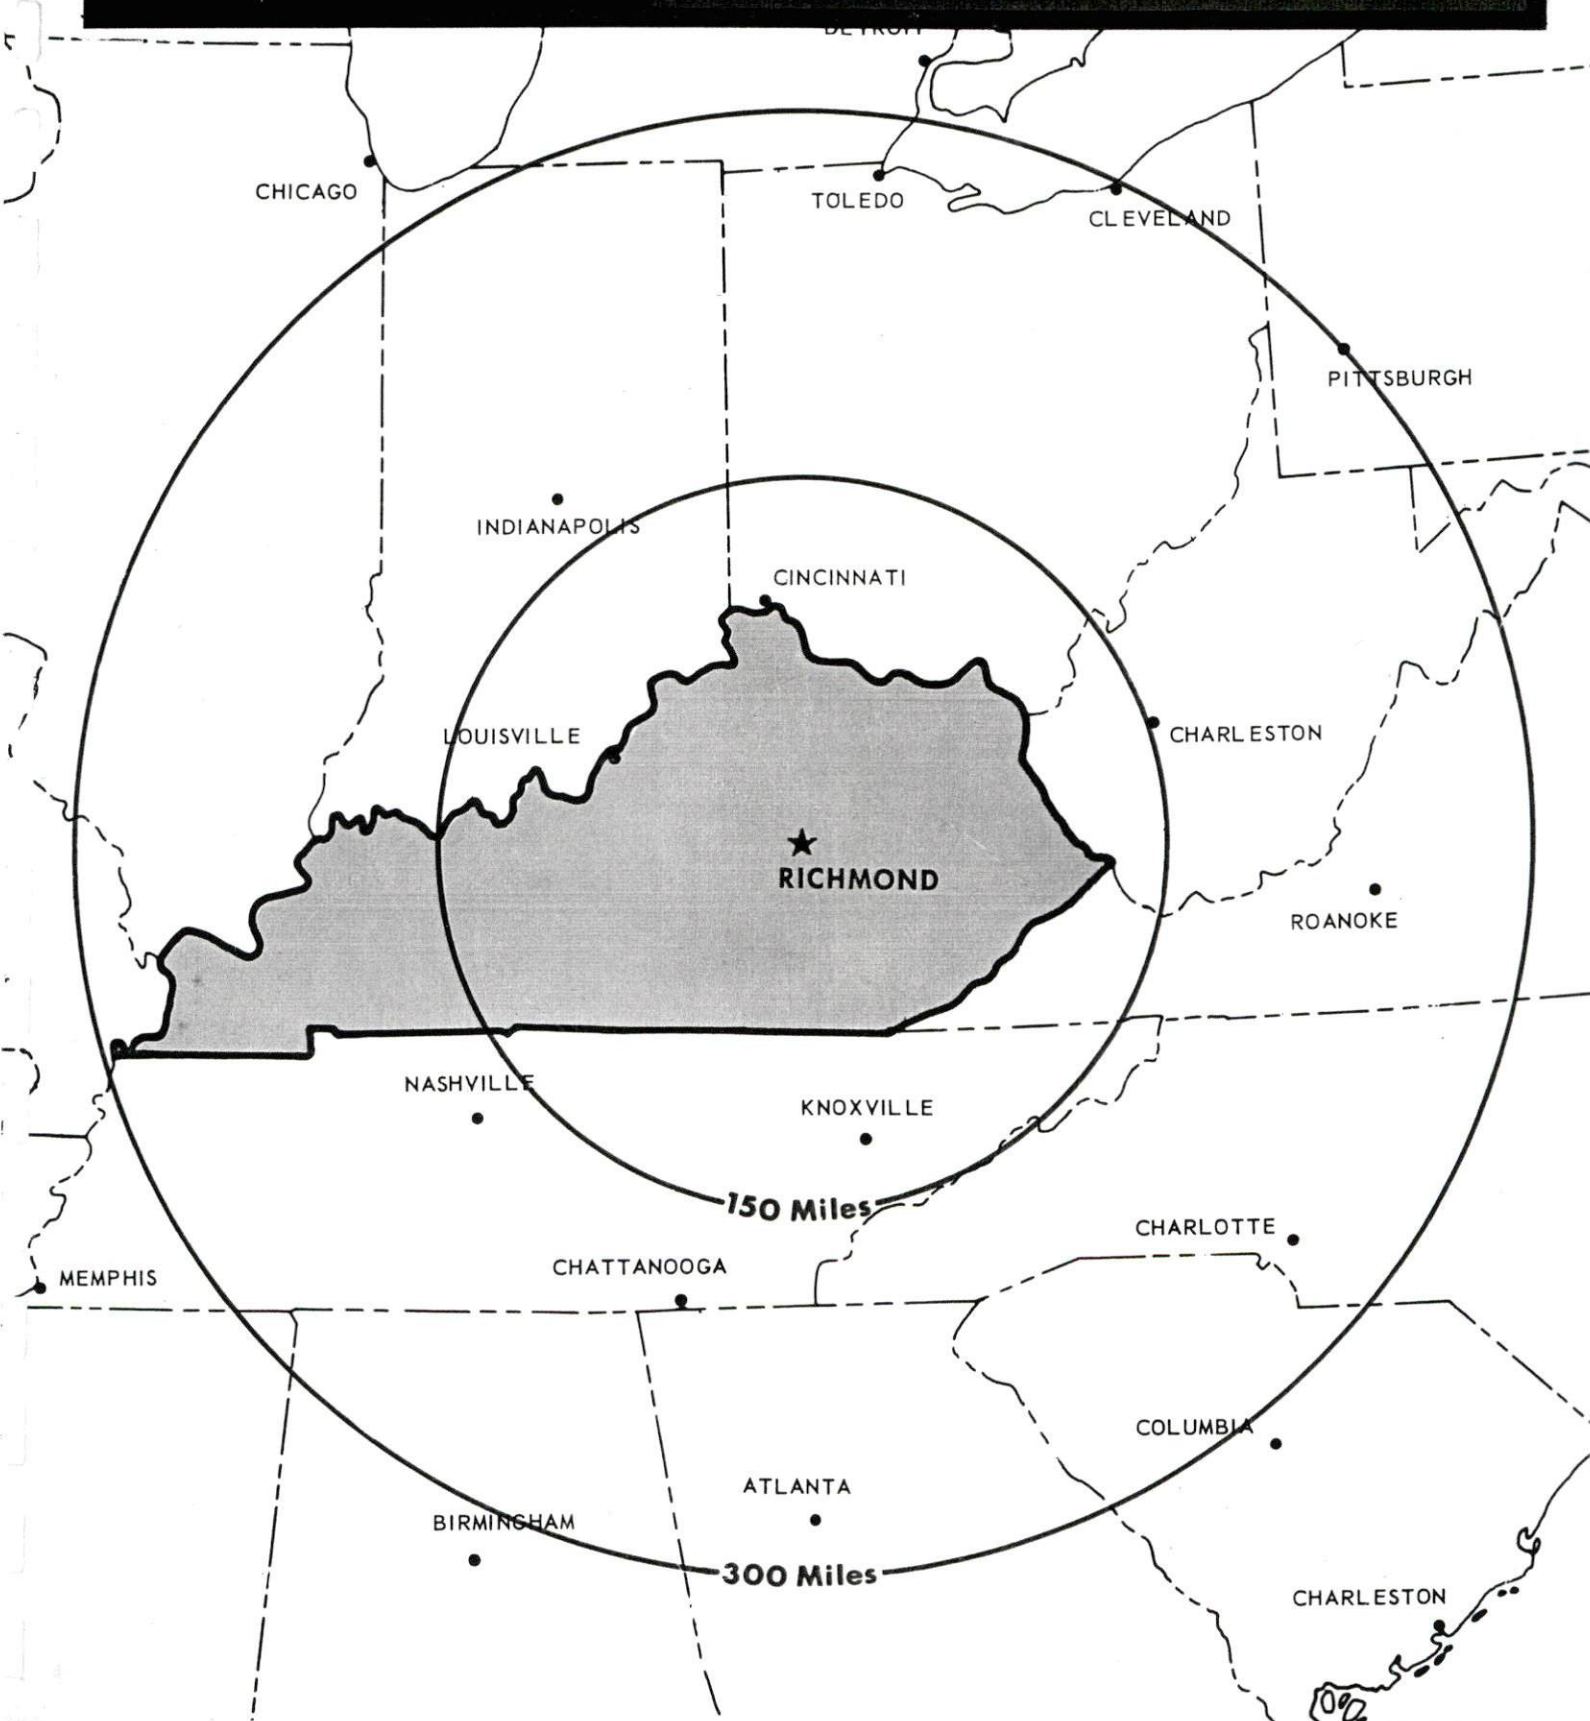 DETROIT
CHICAGO
TOLEDO
CLEVELAND
PITTSBURGH
INDIANAPOLIS
CINCINNATI
LOUISVILLE
CHARLESTON
RICHMOND
ROANOKE
NASHVILLE
KNOXVILLE
150 Miles
CHARLOTTE
CHATTANOOGA
MEMPHIS
COLUMBIA
ATLANTA
BIRMINGHAM
300 Miles
CHARLESTON